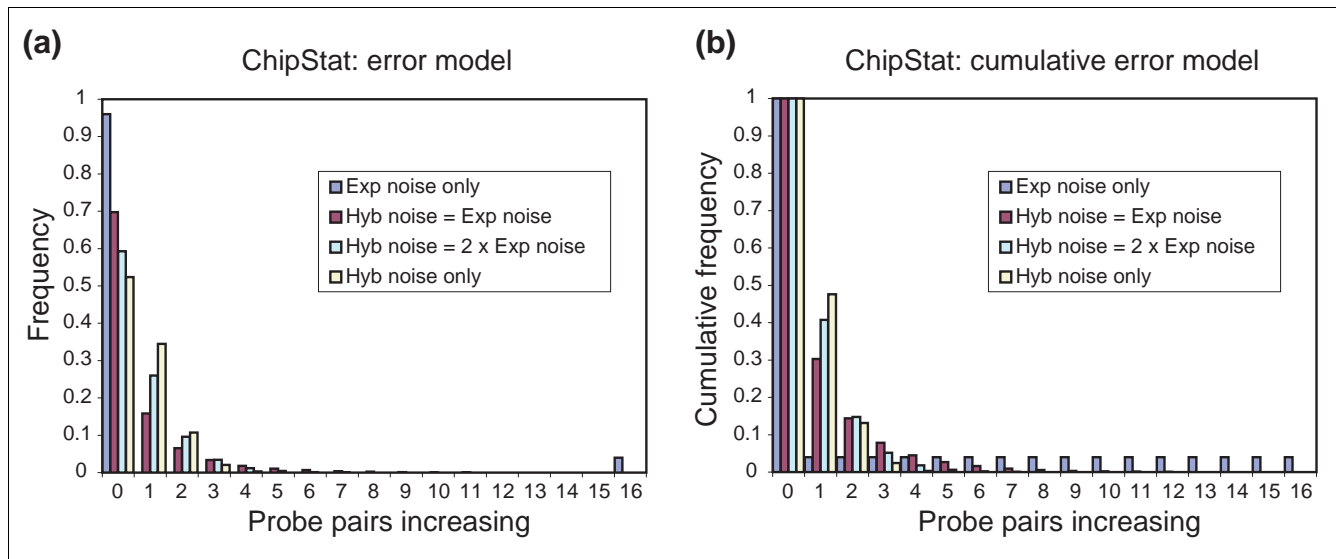 (a)
ChipStat: error model
1
0.9
0.8
0.7
0.6
0.5
0.4
0.3
0.2
0.1
0
Frequency
Exp noise only
Hyb noise = Exp noise
Hyb noise = 2 x Exp noise
Hyb noise only
0 1 2 3 4 5 6 7 8 9 10 11 12 13 14 15 16
Probe pairs increasing
(b)
ChipStat: cumulative error model
1
0.9
0.8
0.7
0.6
0.5
0.4
0.3
0.2
0.1
0
Cumulative frequency
Exp noise only
Hyb noise = Exp noise
Hyb noise = 2 x Exp noise
Hyb noise only
0 1 2 3 4 5 6 7 8 9 10 11 12 13 14 15 16
Probe pairs increasing